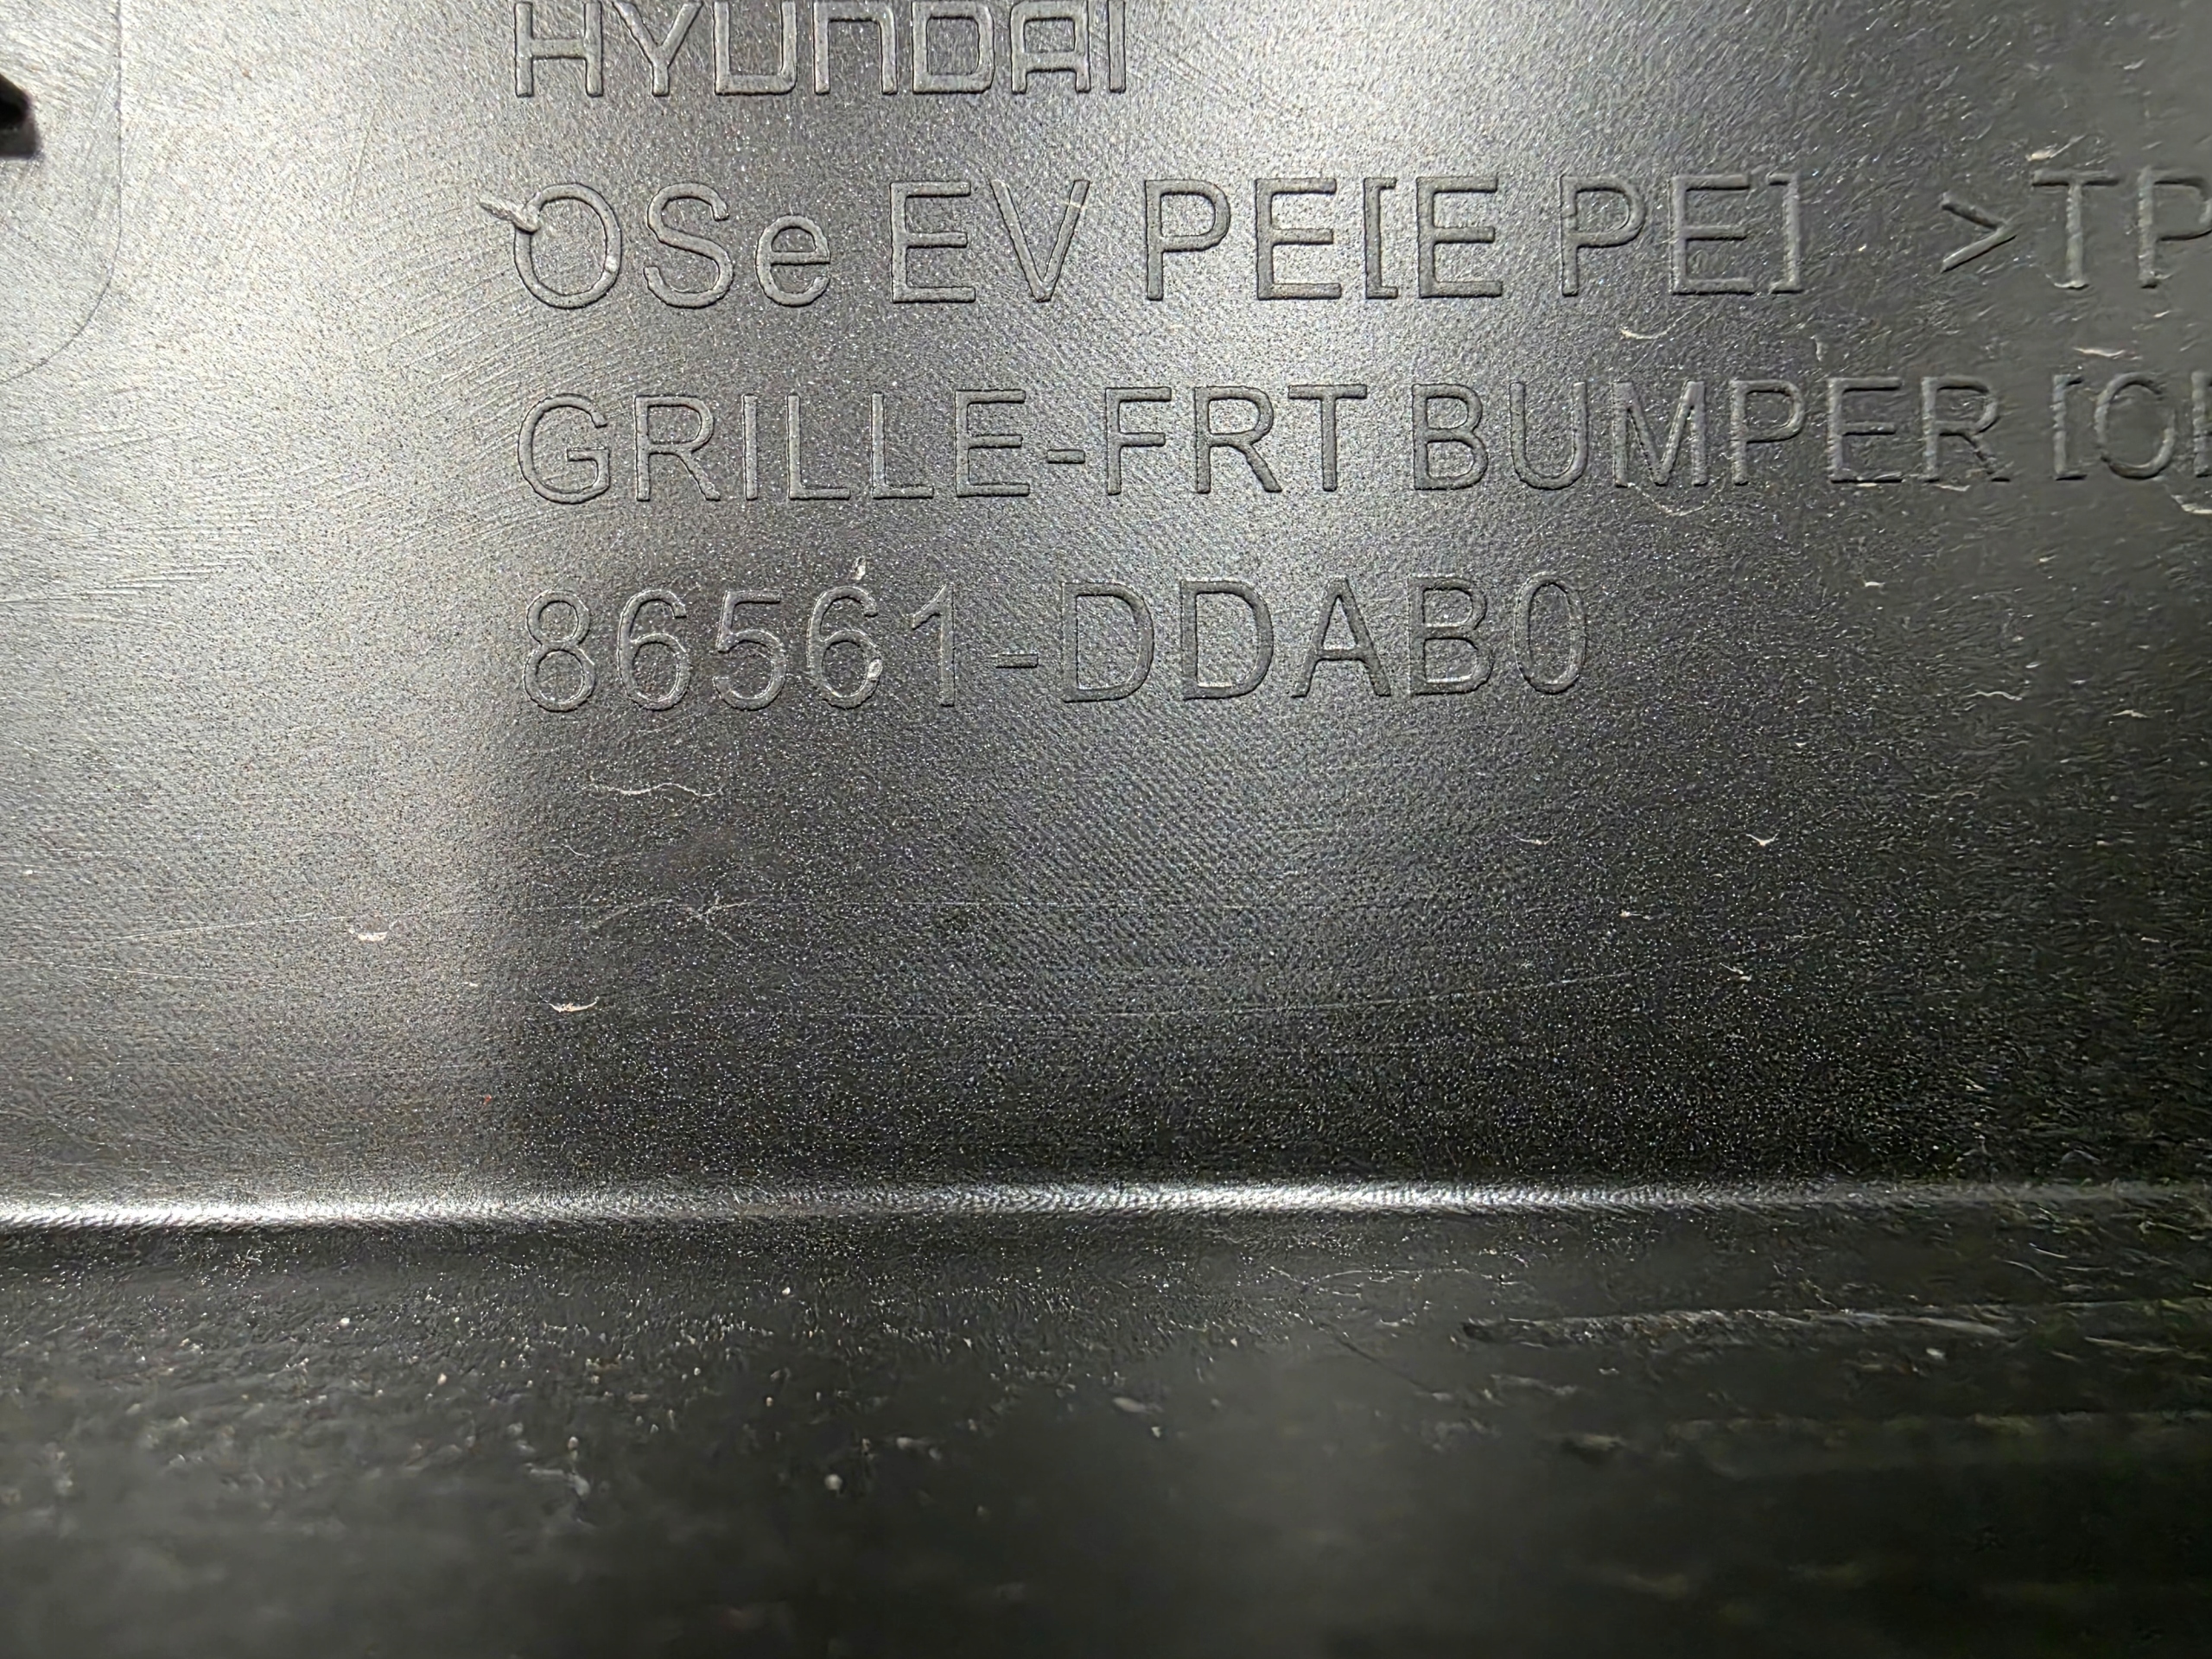 HYUNDAI
OSe EV PE[E PE] >TP
GRILLE-FRT BUMPER
86561-DDAB0